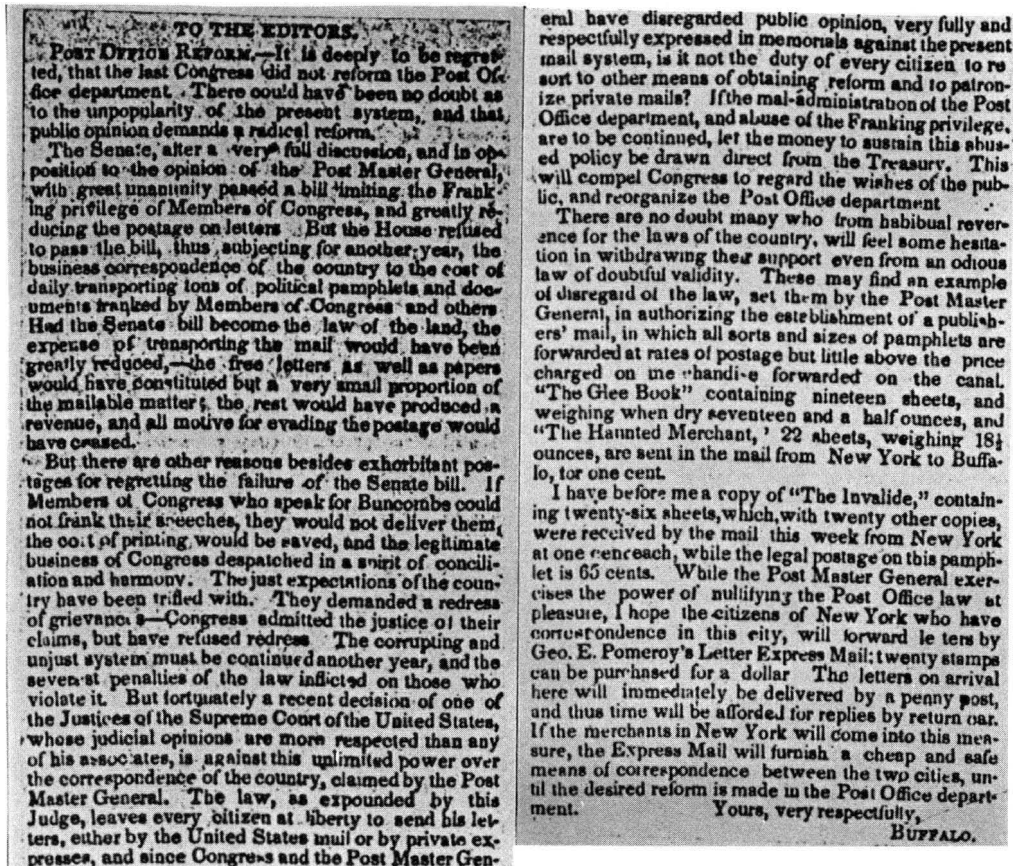 TO THE EDITORS.
POST OFFICE REFORM.—It is deeply to be regret-
ted, that the last Congress did not reform the Post Of-
fice department. There could have been no doubt as
to the unpopularity of the present system, and that
public opinion demands a radical reform.
The Senate, after a very full discussion, and in op-
position to the opinion of the Post Master General,
with great unanimity passed a bill limiting the Frank-
ing privilege of Members of Congress, and greatly re-
ducing the postage on letters But the House refused
to pass the bill, thus subjecting for another year, the
business correspondence of the country to the cost of
daily transporting tons of political pamphlets and doc-
uments franked by Members of Congress and others
Had the Senate bill become the law of the land, the
expense of transporting the mail would have been
greatly reduced,—the free letters as well as papers
would have constituted but a very small proportion of
the mailable matter; the rest would have produced a
revenue, and all motive for evading the postage would
have ceased.
But there are other reasons besides exhorbitant pos-
tages for regretting the failure of the Senate bill. If
Members of Congress who speak for Buncombe could
not frank their speeches, they would not deliver them,
the cost of printing would be saved, and the legitimate
business of Congress despatched in a spirit of concili-
ation and harmony. The just expectations of the coun-
try have been trifled with. They demanded a redress
of grievances—Congress admitted the justice of their
claims, but have refused redress The corrupting and
unjust system must be continued another year, and the
severest penalties of the law inflicted on those who
violate it. But fortunately a recent decision of one of
the Justices of the Supreme Court of the United States,
whose judicial opinions are more respected than any
of his associates, is against this unlimited power over
the correspondence of the country, claimed by the Post
Master General. The law, as expounded by this
Judge, leaves every citizen at liberty to send his let-
ters, either by the United States mail or by private ex-
presses, and since Congress and the Post Master Gen-
eral have disregarded public opinion, very fully and
respectfully expressed in memorials against the present
mail system, is it not the duty of every citizen to re
sort to other means of obtaining reform and to patron-
ize private mails? If the mal-administration of the Post
Office department, and abuse of the Franking privilege,
are to be continued, let the money to sustain this abus-
ed policy be drawn direct from the Treasury. This
will compel Congress to regard the wishes of the pub-
lic, and reorganize the Post Office department
There are no doubt many who from habibual rever-
ence for the laws of the country, will feel some hesita-
tion in withdrawing their support even from an odious
law of doubtful validity. These may find an example
of disregard of the law, set them by the Post Master
General, in authorizing the establishment of a publish-
ers' mail, in which all sorts and sizes of pamphlets are
forwarded at rates of postage but little above the price
charged on me chandise forwarded on the canal.
"The Glee Book" containing nineteen sheets, and
weighing when dry seventeen and a half ounces, and
"The Haunted Merchant,' 22 sheets, weighing 18½
ounces, are sent in the mail from New York to Buffa-
lo, for one cent.
I have before me a copy of "The Invalide," contain-
ing twenty-six sheets, which, with twenty other copies,
were received by the mail this week from New York
at one cent each, while the legal postage on this pamph-
let is 65 cents. While the Post Master General exer-
cises the power of nullifying the Post Office law at
pleasure, I hope the citizens of New York who have
correspondence in this city, will forward le ters by
Geo. E. Pomeroy's Letter Express Mail: twenty stamps
can be purchased for a dollar The letters on arrival
here will immediately be delivered by a penny post,
and thus time will be afforded for replies by return car.
If the merchants in New York will come into this mea-
sure, the Express Mail will furnish a cheap and safe
means of correspondence between the two cities, un-
til the desired reform is made in the Post Office depart-
ment. Yours, very respectfully,
BUFFALO.